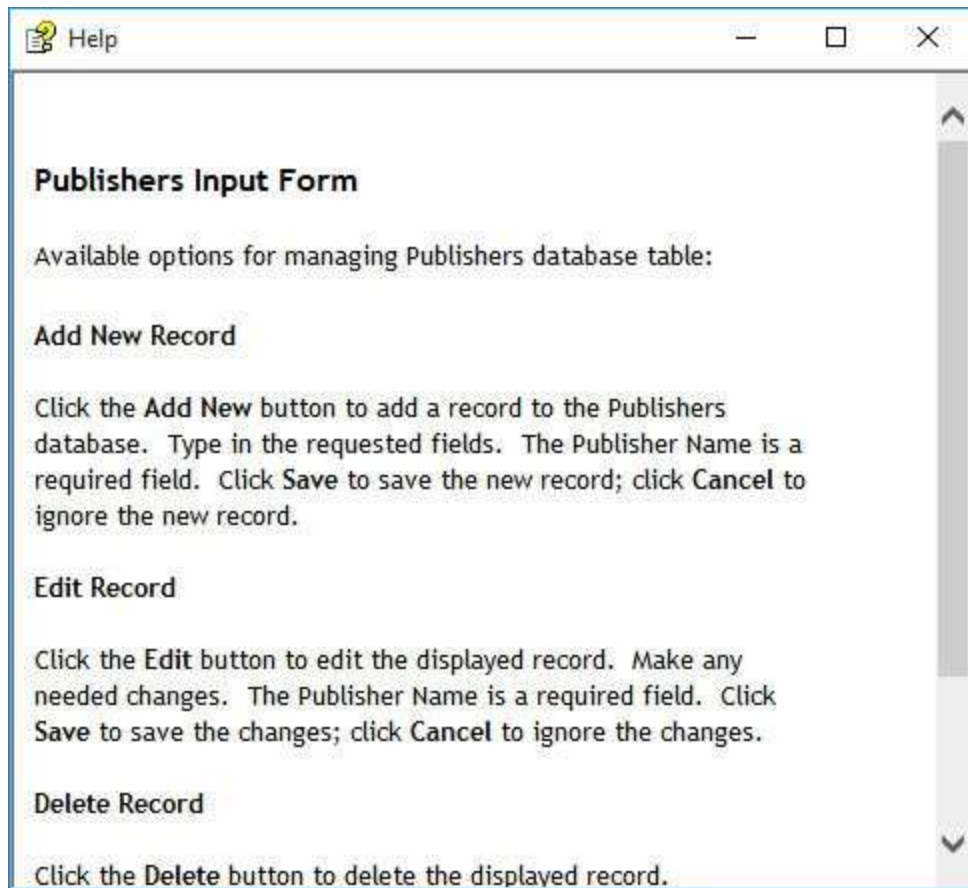 Help
Publishers Input Form
Available options for managing Publishers database table:
Add New Record
Click the Add New button to add a record to the Publishers
database.  Type in the requested fields.  The Publisher Name is a
required field.  Click Save to save the new record; click Cancel to
ignore the new record.
Edit Record
Click the Edit button to edit the displayed record.  Make any
needed changes.  The Publisher Name is a required field.  Click
Save to save the changes; click Cancel to ignore the changes.
Delete Record
Click the Delete button to delete the displayed record.